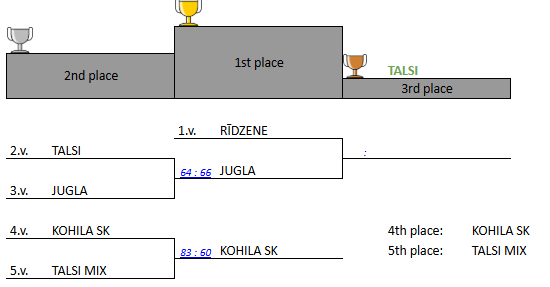 1st place
2nd place
TALSI
3rd place
1.v. RĪDZENE
2.v. TALSI
:
64 : 66 JUGLA
3.v. JUGLA
4.v. KOHILA SK
4th place: KOHILA SK
83 : 60 KOHILA SK
5th place: TALSI MIX
5.v. TALSI MIX